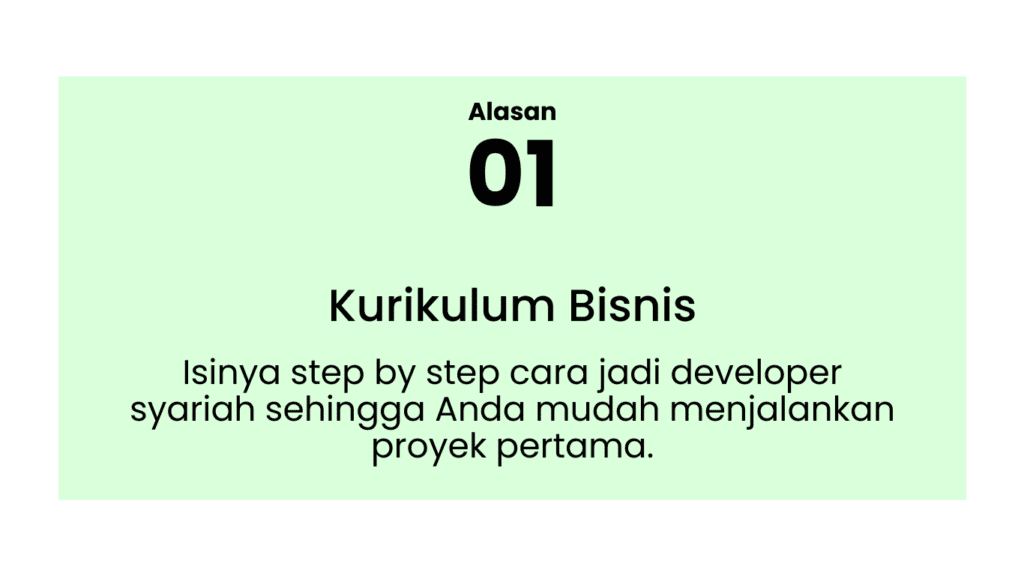 Alasan
01
Kurikulum Bisnis
Isinya step by step cara jadi developer
syariah sehingga Anda mudah menjalankan
proyek pertama.